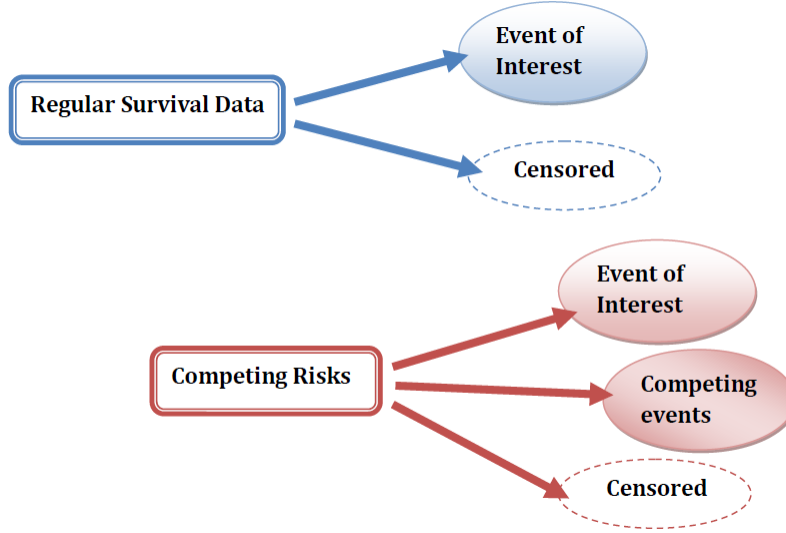 Event of
Interest
Regular Survival Data
Censored
Event of
Interest
Competing Risks
Competing
events
Censored